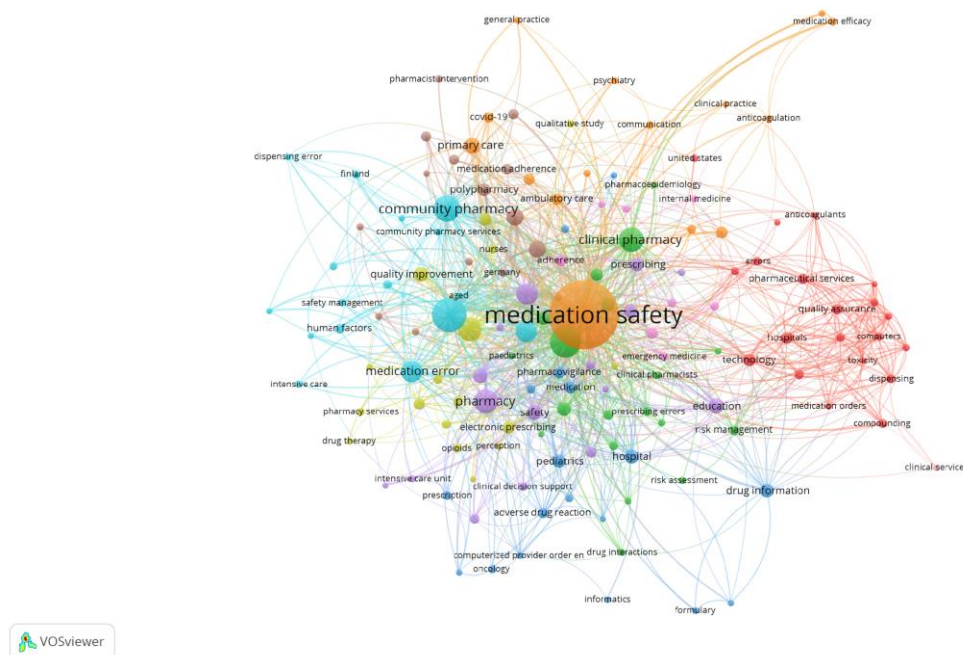 general practice
medication efficacy
pharmacist intervention
psychiatry
clinical practice
covid-19
qualitative study
communication
anticoagulation
primary care
dispensing error
united states
medication adherence
finland
pharmacoepidemiology
polypharmacy
ambulatory care
internal medicine
community pharmacy
anticoagulants
community pharmacy services
clinical pharmacy
nurses
adherence
prescribing
errors
quality improvement
germany
pharmaceutical services
aged
safety management
medication safety
quality assurance
human factors
hospitals
computers
paediatrics
emergency medicine
technology
toxicity
medication error
pharmacovigilance
clinical pharmacists
intensive care
medication
dispensing
pharmacy
education
medication orders
pharmacy services
safety
prescribing errors
compounding
electronic prescribing
risk management
drug therapy
opioids
perception
pediatrics
hospital
clinical service
intensive care unit
clinical decision support
risk assessment
drug information
prescription
adverse drug reaction
computerized provider order en
drug interactions
oncology
informatics
formulary
VOSviewer